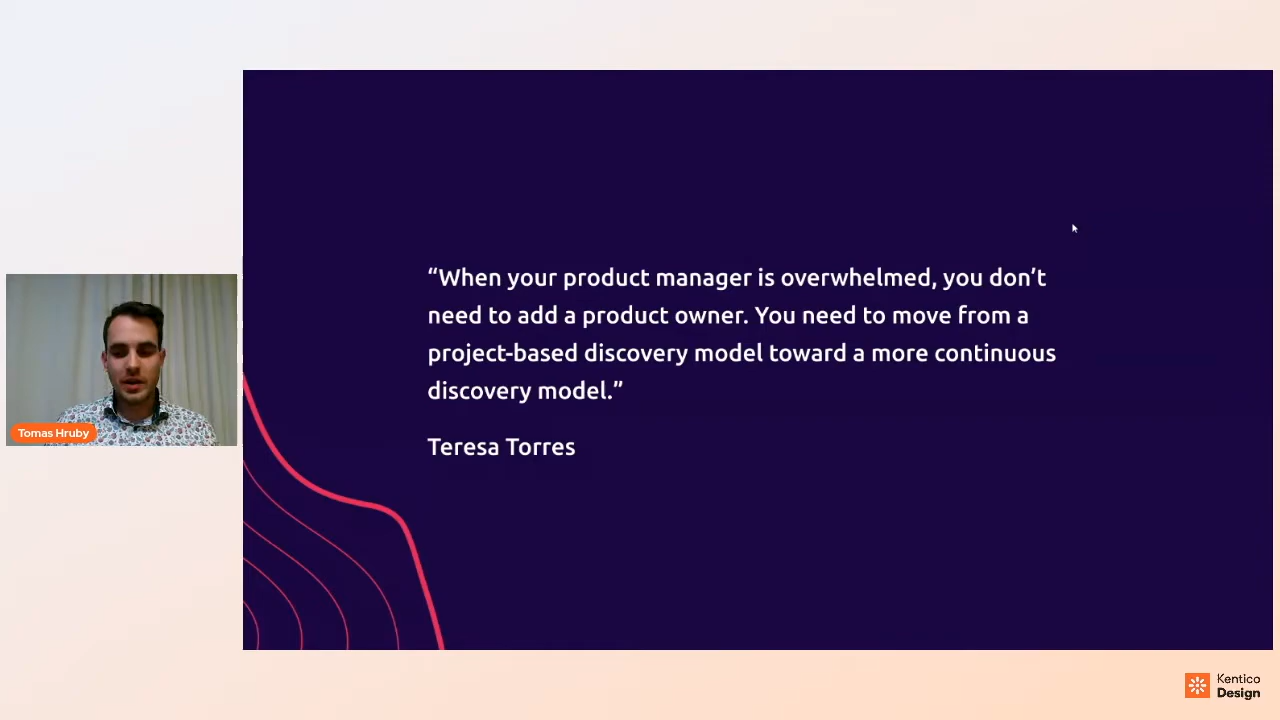 “When your product manager is overwhelmed, you don’t
need to add a product owner. You need to move from a
project-based discovery model toward a more continuous
discovery model.”
Teresa Torres
Tomas Hruby
Kentico
Design